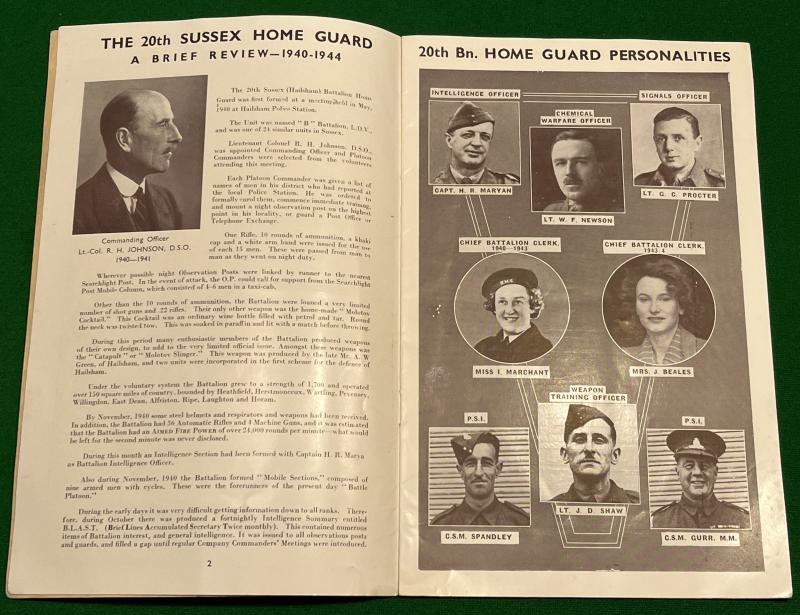 THE 20th SUSSEX HOME GUARD
A BRIEF REVIEW—1940-1944
Commanding Officer
Lt.-Col. R. H. JOHNSON, D.S.O.
1940—1941
The 20th Sussex (Hailsham) Battalion Home
Guard was first formed at a meeting held in May,
1940 at Hailsham Police Station.
The Unit was named "B" Battalion, L.D.V.,
and was one of 21 similar units in Sussex.
Lieutenant Colonel R. H. Johnson, D.S.O.,
was appointed Commanding Officer and Platoon
Commanders were selected from the volunteers
attending this meeting.
Each Platoon Commander was given a list of
names of men in his district who had reported at
the local Police Station. He was ordered to
formally enrol them, commence immediate training,
and mount a night observation post on the highest
point in his locality, or guard a Post Office or
Telephone Exchange.
One Rifle, 10 rounds of ammunition, a khaki
cap and a white arm band were issued for the use
of each 15 men. These were passed from man to
man as they went on night duty.
Wherever possible night Observation Posts were linked by runner to the nearest
Searchlight Post. In the event of attack, the O.P. could call for support from the Searchlight
Post Mobile Column, which consisted of 4-6 men in a taxi-cab.
Other than the 10 rounds of ammunition, the Battalion were loaned a very limited
number of shot guns and .22 rifles. Their only other weapon was the home-made "Molotov
Cocktail." This Cocktail was an ordinary wine bottle filled with petrol and tar. Round
the neck was twisted tow. This was soaked in paraffin and lit with a match before throwing.
During this period many enthusiastic members of the Battalion produced weapons
of their own design, to add to the very limited official issue. Amongst these weapons was
the "Catapult" or "Molotov Slinger." This weapon was produced by the late Mr. A. W
Green, of Hailsham, and two units were incorporated in the first scheme for the defence of
Hailsham.
Under the voluntary system the Battalion grew to a strength of 1,700 and operated
over 150 square miles of country, bounded by Heathfield, Herstmonceux, Wartling, Pevensey,
Willingdon, East Dean, Alfriston, Ripe, Laughton and Horam.
By November, 1940 some steel helmets and respirators and weapons had been received.
In addition, the Battalion had 36 Automatic Rifles and 4 Machine Guns, and it was estimated
that the Battalion had an AIMED FIRE POWER of over 24,000 rounds per minute—what would
be left for the second minute was never disclosed.
During this month an Intelligence Section had been formed with Captain H. R. Marya
as Battalion Intelligence Officer.
Also during November, 1940 the Battalion formed "Mobile Sections," composed of
nine armed men with cycles. These were the forerunners of the present day "Battle
Platoon."
During the early days it was very difficult getting information down to all ranks. There-
fore, during October there was produced a fortnightly Intelligence Summary entitled
B.L.A.S.T. (Brief Lines Accumulated Secretary Twice monthly). This contained numerous
items of Battalion interest, and general intelligence. It was issued to all observation posts
and guards, and filled a gap until regular Company Commanders' Meetings were introduced.
2
20th Bn. HOME GUARD PERSONALITIES
INTELLIGENCE OFFICER
CAPT. H. R. MARYAN
CHEMICAL
WARFARE OFFICER
LT. W. F. NEWSON
SIGNALS OFFICER
LT. G. C. PROCTER
CHIEF BATTALION CLERK,
1940-1943
MISS I. MARCHANT
CHIEF BATTALION CLERK,
1943-4
MRS. J. BEALES
P.S.I.
C.S.M. SPANDLEY
WEAPON
TRAINING OFFICER
LT. J. D. SHAW
P.S.I.
C.S.M. GURR, M.M.